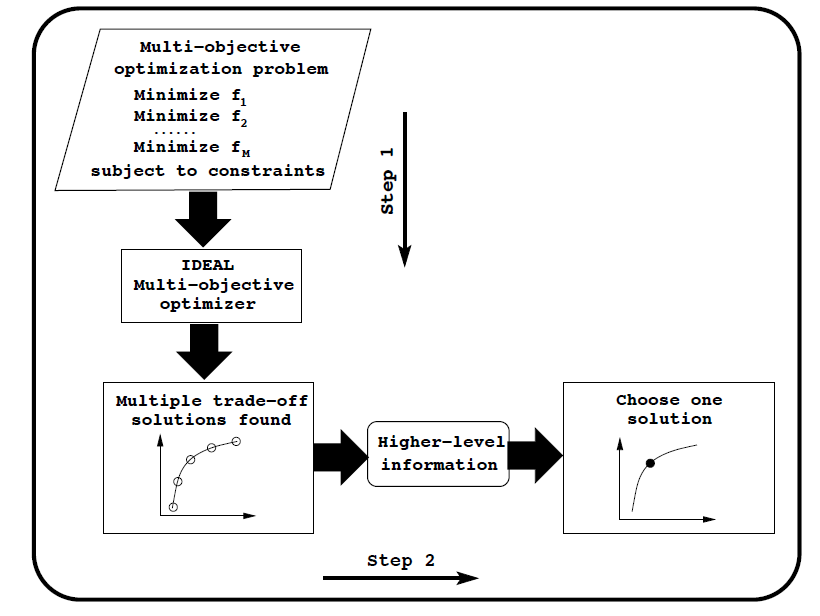 Multi-objective
optimization problem
Minimize f1
Minimize f2
......
Minimize fM
subject to constraints
Step 1
IDEAL
Multi-objective
optimizer
Multiple trade-off
solutions found
Higher-level
information
Choose one
solution
Step 2